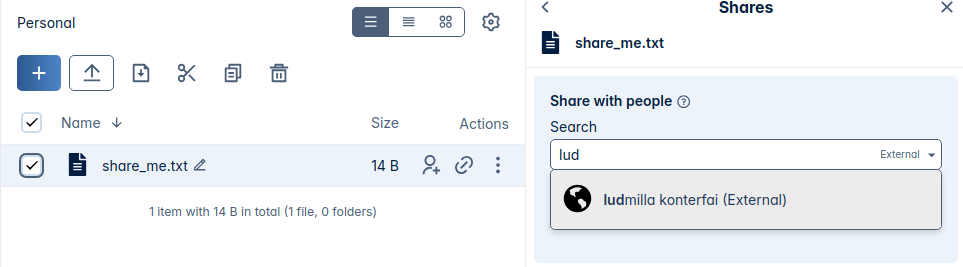 Personal
Name
Size
Actions
share_me.txt
14 B
1 item with 14 B in total (1 file, 0 folders)
Shares
share_me.txt
Share with people
Search
lud
External
ludmilla konterfai (External)